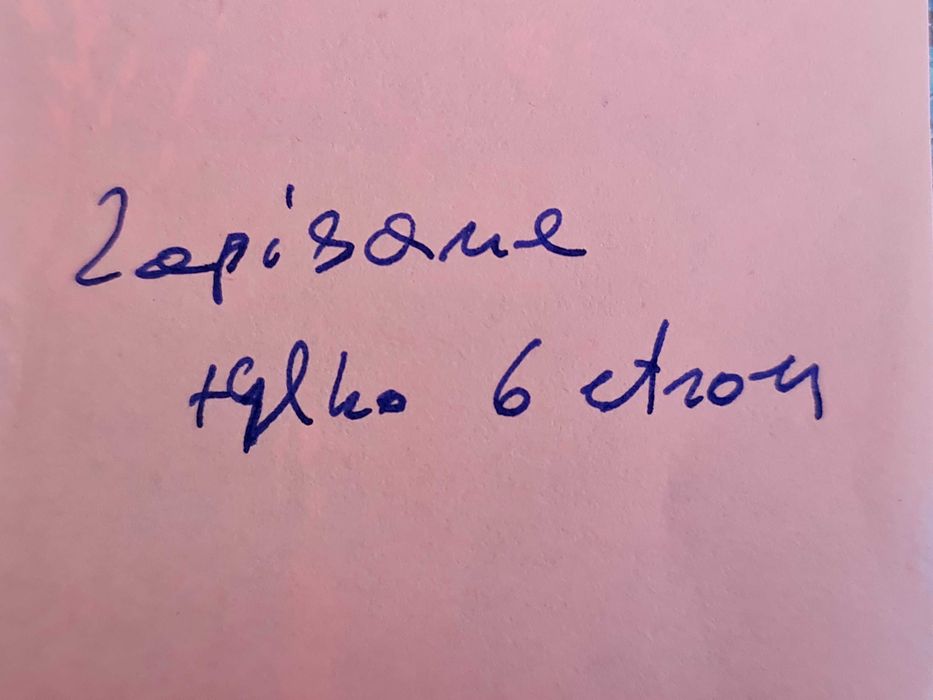 Zapisane
tylko 6 stron